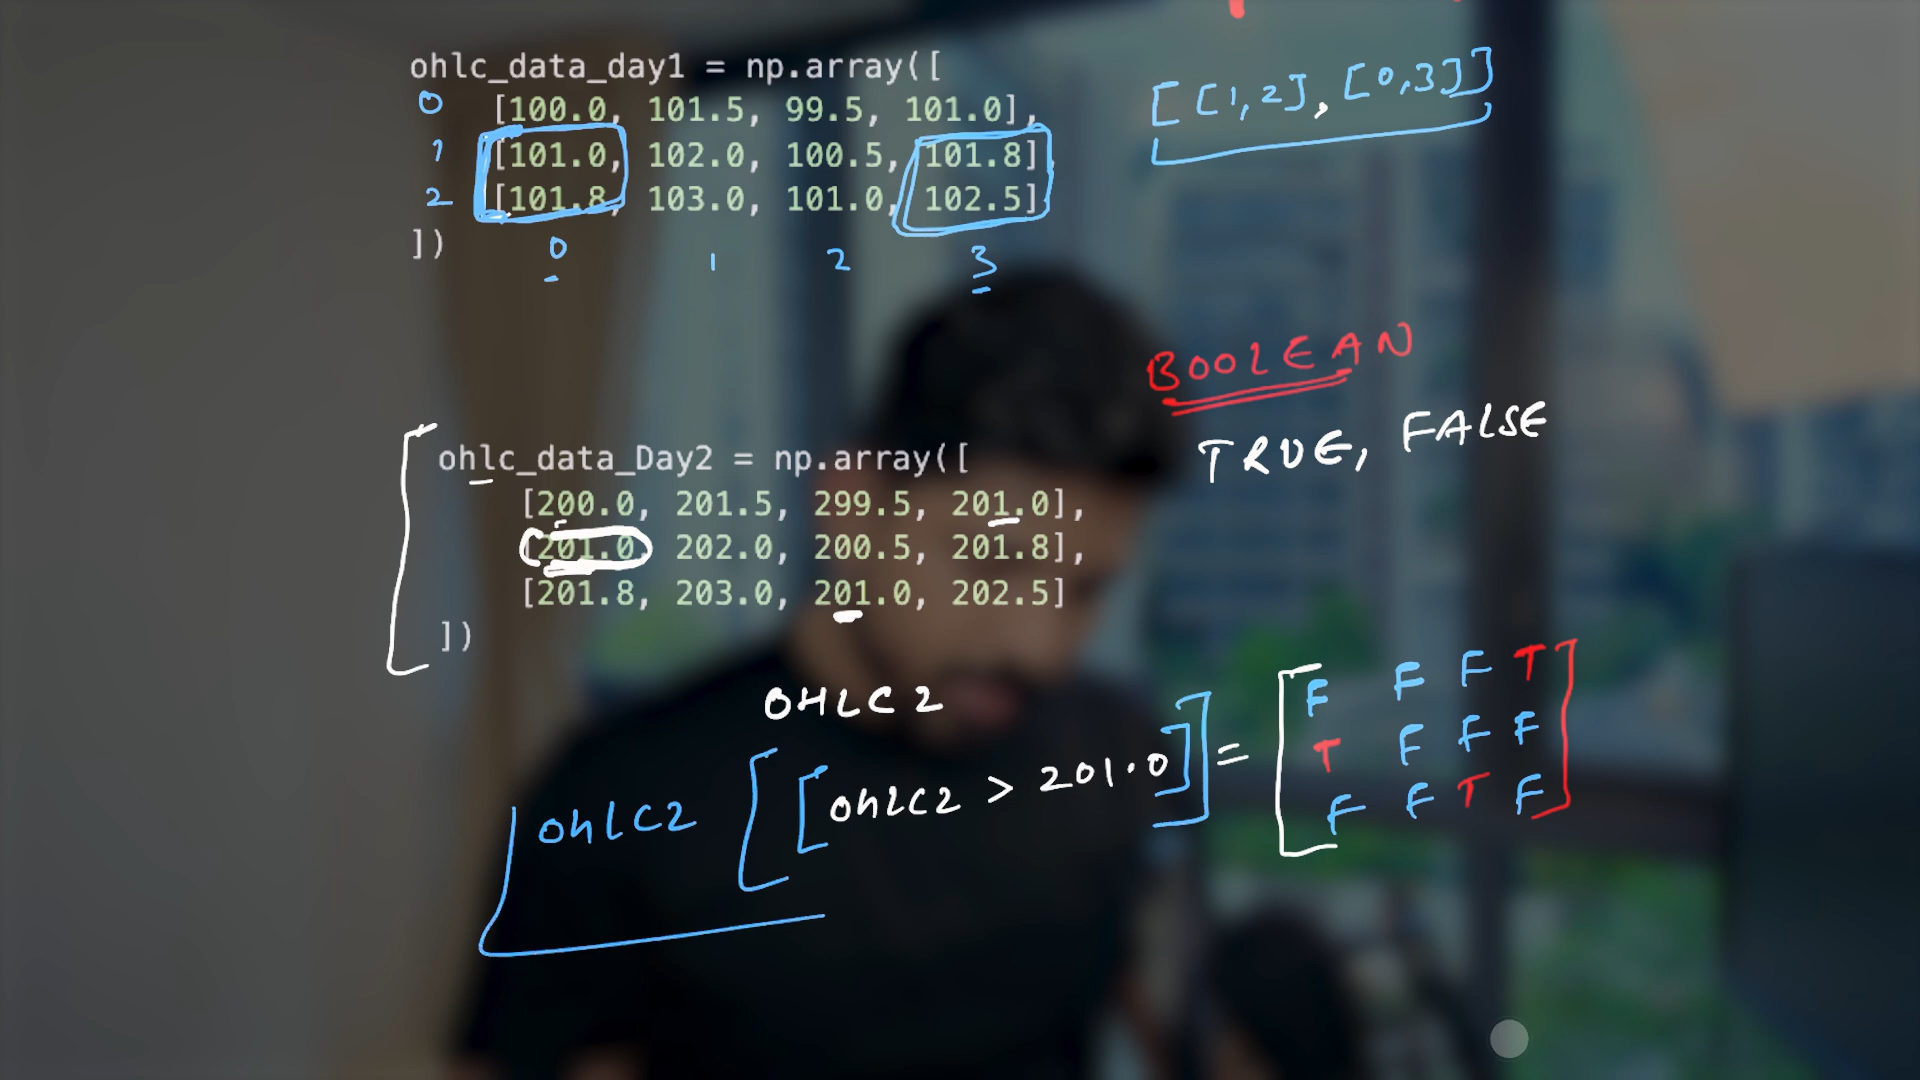 ohlc_data_day1 = np.array([
0 [100.0, 101.5, 99.5, 101.0],
1 [101.0, 102.0, 100.5, 101.8]
2 [101.8, 103.0, 101.0, 102.5]
])
0 1 2 3
[[1,2], [0,3]]
BOOLEAN
TRUE, FALSE
ohlc_data_Day2 = np.array([
[200.0, 201.5, 299.5, 201.0],
[201.0, 202.0, 200.5, 201.8],
[201.8, 203.0, 201.0, 202.5]
])
OHLC2
ohlc2 [[ohlc2 > 201.0]] =
F F F T
T F F F
F F T F